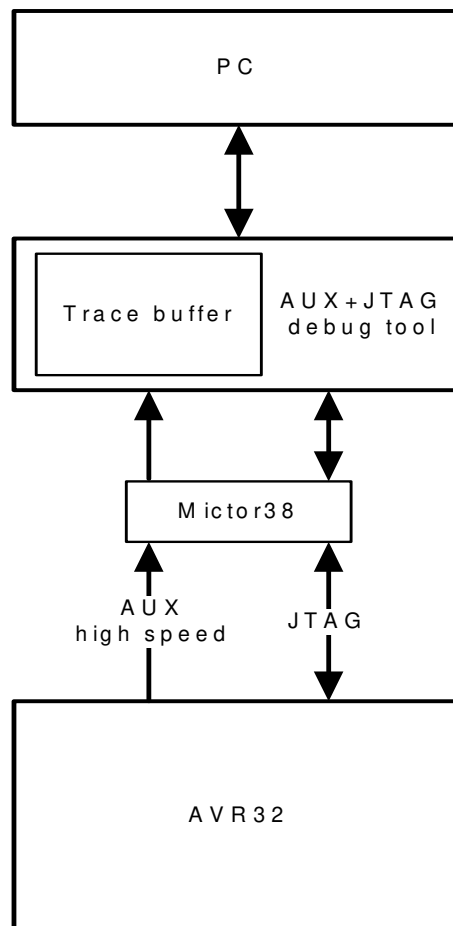 PC
Trace buffer
AUX+JTAG
debug tool
Mictor38
AUX
high speed
JTAG
AVR32